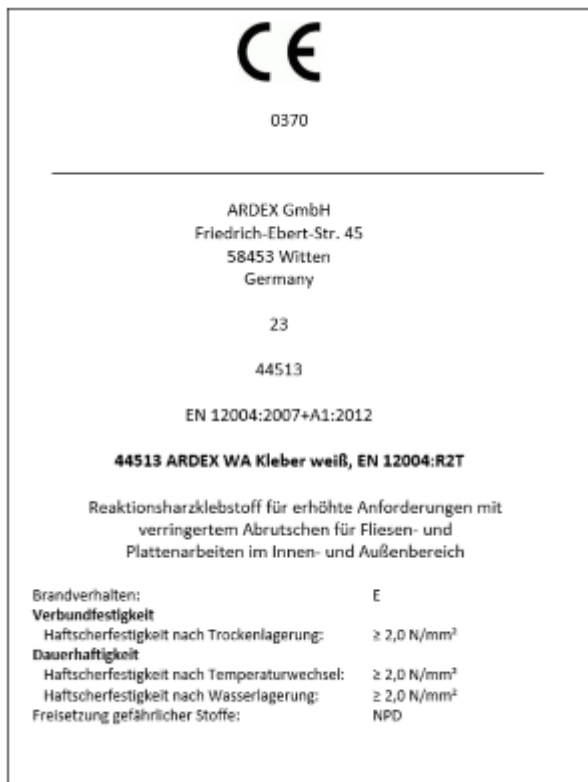 CE
0370
ARDEX GmbH
Friedrich-Ebert-Str. 45
58453 Witten
Germany
23
44513
EN 12004:2007+A1:2012
44513 ARDEX WA Kleber weiß, EN 12004:R2T
Reaktionsharzklebstoff für erhöhte Anforderungen mit
verringertem Abrutschen für Fliesen- und
Plattenarbeiten im Innen- und Außenbereich
Brandverhalten: E
Verbundfestigkeit
Haftscherfestigkeit nach Trockenlagerung: ≥ 2,0 N/mm²
Dauerhaftigkeit
Haftscherfestigkeit nach Temperaturwechsel: ≥ 2,0 N/mm²
Haftscherfestigkeit nach Wasserlagerung: ≥ 2,0 N/mm²
Freisetzung gefährlicher Stoffe: NPD